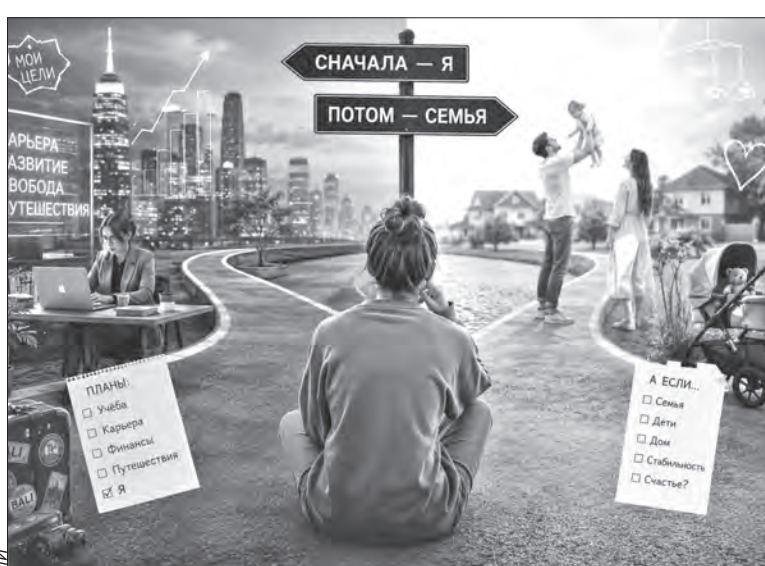 МОИ
ЦЕЛИ
СНАЧАЛА — Я
ПОТОМ — СЕМЬЯ
АРЬЕРА
АЗВИТИЕ
ВОБОДА
УТЕШЕСТВИЯ
ПЛАНЫ:
Учёба
Карьера
Финансы
Путешествия
Я
А ЕСЛИ...
Семья
Дети
Дом
Стабильность
Счастье?
BALI